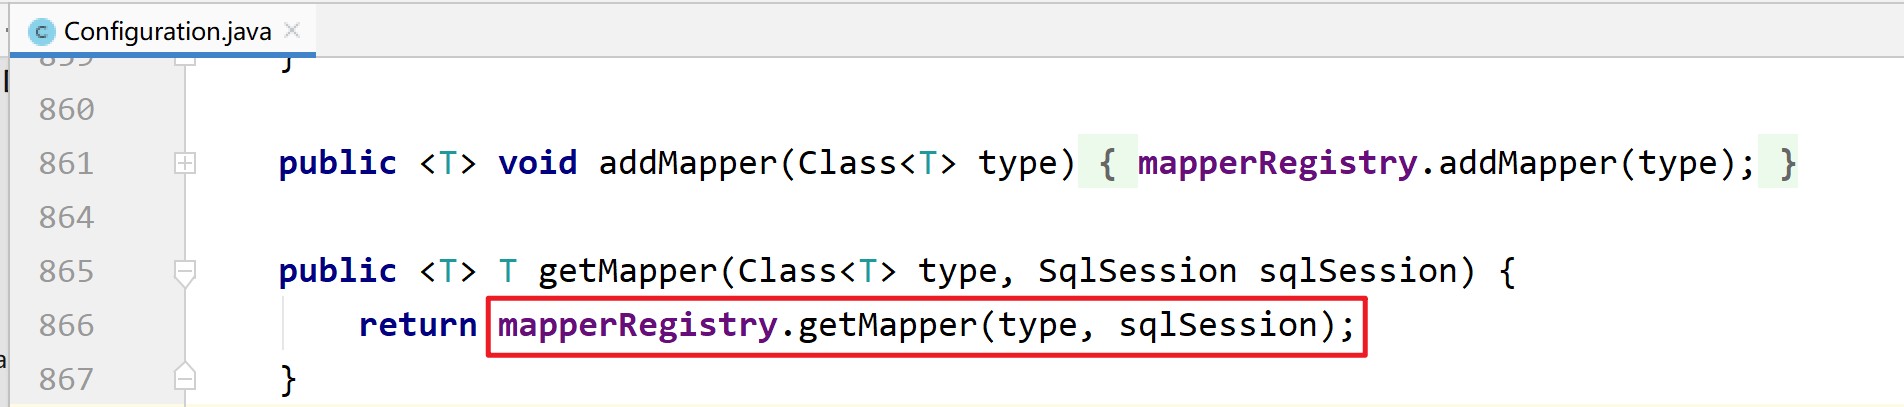 Configuration.java
859 }
860
861 public <T> void addMapper(Class<T> type) { mapperRegistry.addMapper(type); }
864
865 public <T> T getMapper(Class<T> type, SqlSession sqlSession) {
866 return mapperRegistry.getMapper(type, sqlSession);
867 }